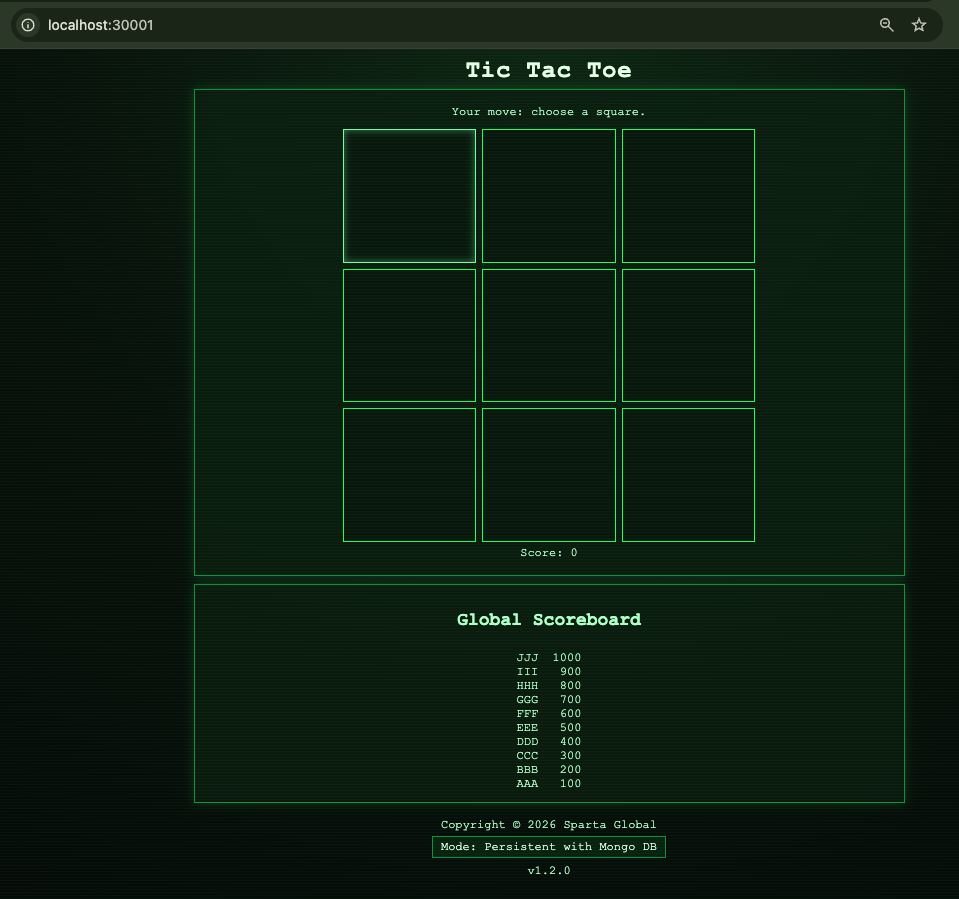 localhost:30001
Tic Tac Toe
Your move: choose a square.
Score: 0
Global Scoreboard
JJJ 1000
III 900
HHH 800
GGG 700
FFF 600
EEE 500
DDD 400
CCC 300
BBB 200
AAA 100
Copyright © 2026 Sparta Global
Mode: Persistent with Mongo DB
v1.2.0